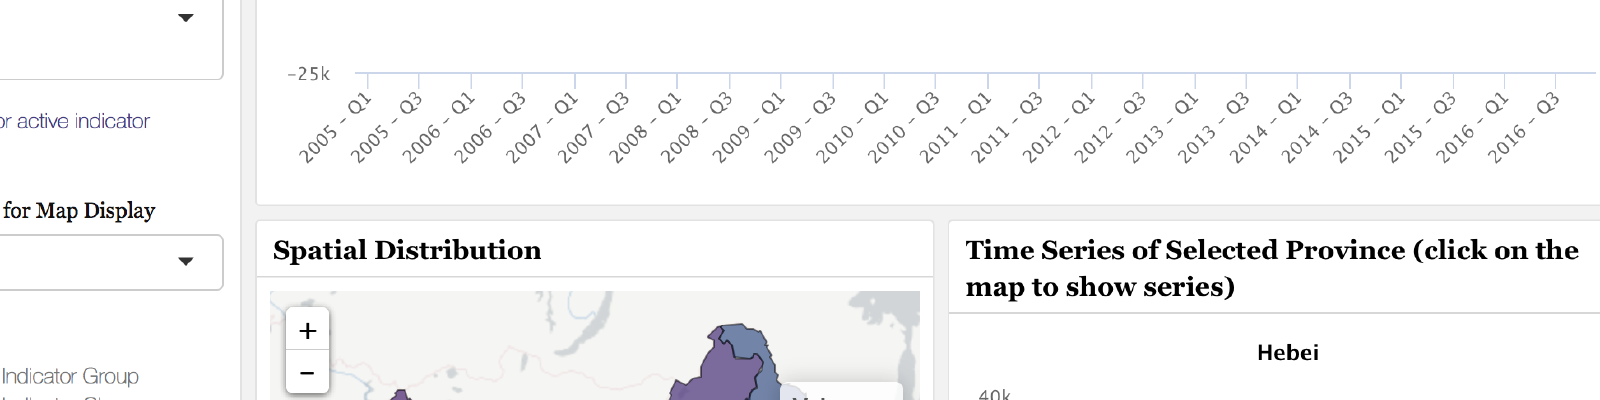 -25k
2005 - Q1
2005 - Q3
2006 - Q1
2006 - Q3
2007 - Q1
2007 - Q3
2008 - Q1
2008 - Q3
2009 - Q1
2009 - Q3
2010 - Q1
2010 - Q3
2011 - Q1
2011 - Q3
2012 - Q1
2012 - Q3
2013 - Q1
2013 - Q3
2014 - Q1
2014 - Q3
2015 - Q1
2015 - Q3
2016 - Q1
2016 - Q3
or active indicator
for Map Display
Indicator Group
Spatial Distribution
+
−
Time Series of Selected Province (click on the
map to show series)
Hebei
40k